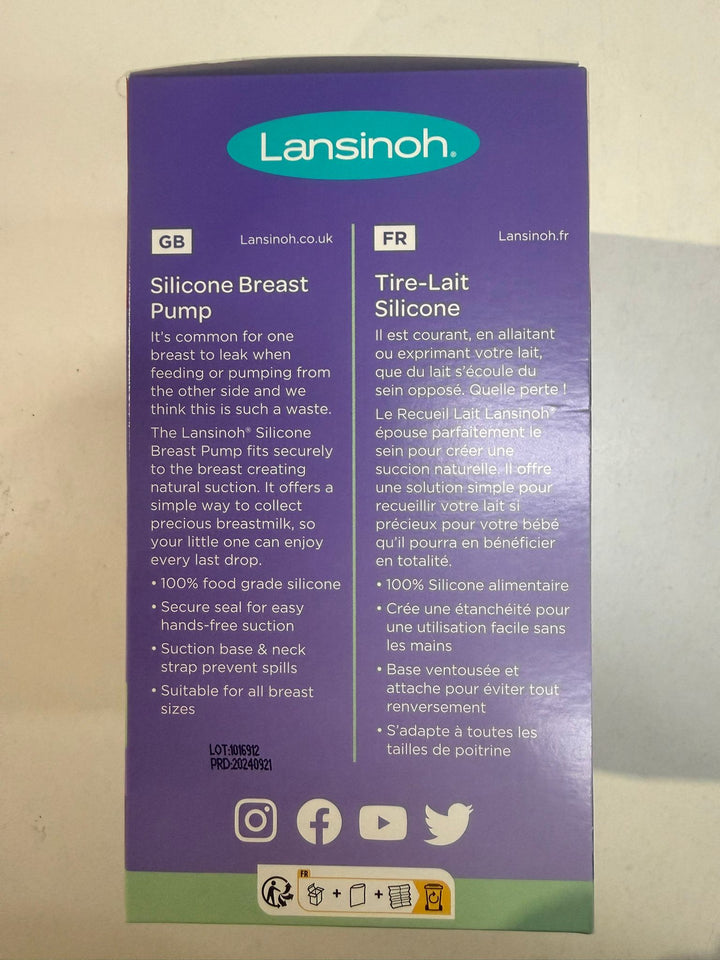 Lansinoh®
GB
Lansinoh.co.uk
Silicone Breast
Pump
It's common for one
breast to leak when
feeding or pumping from
the other side and we
think this is such a waste.
The Lansinoh® Silicone
Breast Pump fits securely
to the breast creating
natural suction. It offers a
simple way to collect
precious breastmilk, so
your little one can enjoy
every last drop.
• 100% food grade silicone
• Secure seal for easy
hands-free suction
• Suction base & neck
strap prevent spills
• Suitable for all breast
sizes
LOT:1016912
PRD:20240921
FR
Lansinoh.fr
Tire-Lait
Silicone
Il est courant, en allaitant
ou exprimant votre lait,
que du lait s'écoule du
sein opposé. Quelle perte !
Le Recueil Lait Lansinoh®
épouse parfaitement le
sein pour créer une
succion naturelle. Il offre
une solution simple pour
recueillir votre lait si
précieux pour votre bébé
qu'il pourra en bénéficier
en totalité.
• 100% Silicone alimentaire
• Crée une étanchéité pour
une utilisation facile sans
les mains
• Base ventousée et
attache pour éviter tout
renversement
• S'adapte à toutes les
tailles de poitrine
FR
+ +